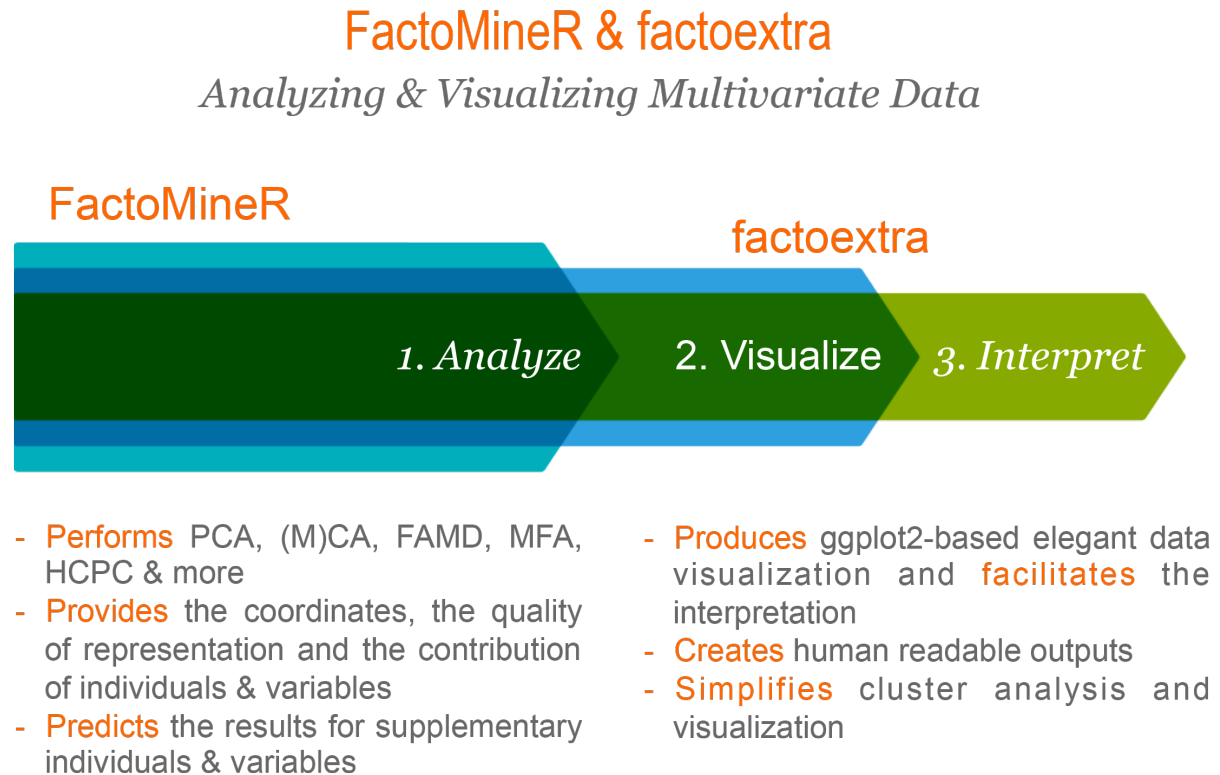 FactoMineR & factoextra
Analyzing & Visualizing Multivariate Data
FactoMineR
factoextra
1. Analyze
2. Visualize
3. Interpret
- Performs PCA, (M)CA, FAMD, MFA,
HCPC & more
- Provides the coordinates, the quality
of representation and the contribution
of individuals & variables
- Predicts the results for supplementary
individuals & variables
- Produces ggplot2-based elegant data
visualization and facilitates the
interpretation
- Creates human readable outputs
- Simplifies cluster analysis and
visualization